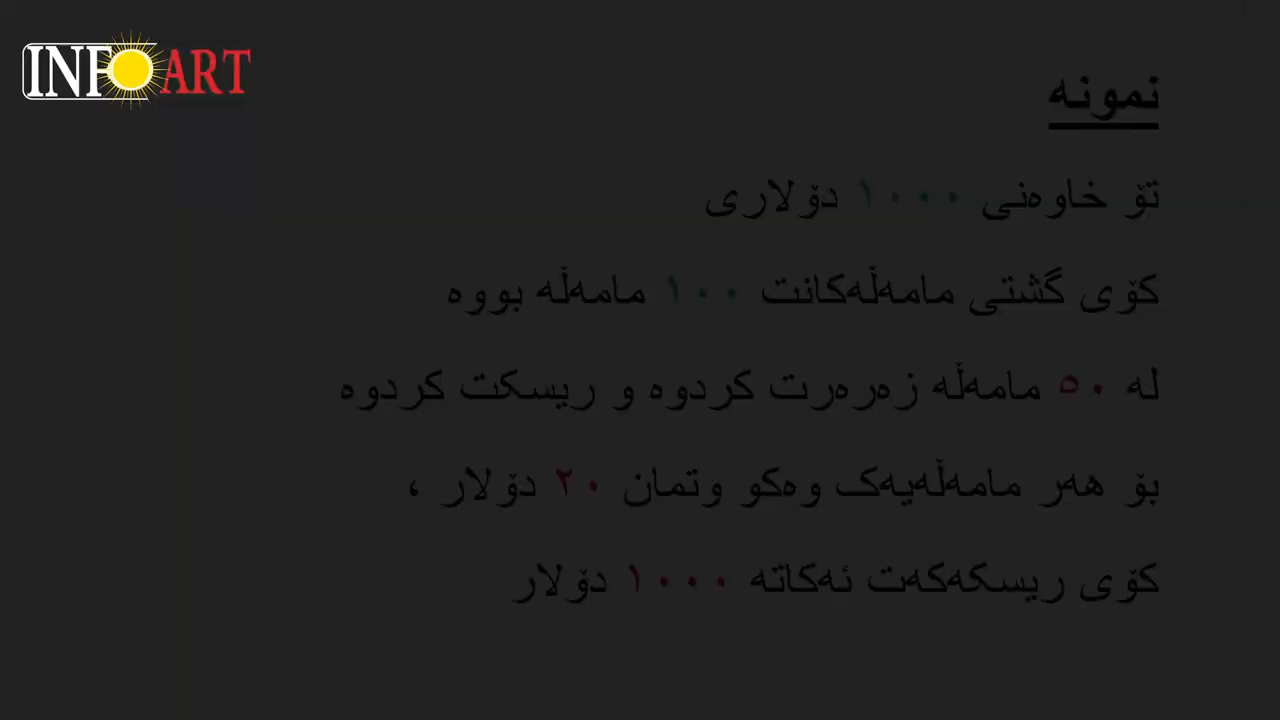 INFOART
نمونه
تۆ خاوەنی ١٠٠٠ دۆلاری
کۆی گشتی مامەڵەکانت ١٠٠ مامەڵە بووە
لە ٥٠ مامەڵە زەرەرت کردوە و ریسکت کردوە
بۆ هەر مامەڵەیەک وەکو وتمان ٢٠ دۆلار ،
کۆی ریسکەکەت ئەکاتە ١٠٠٠ دۆلار